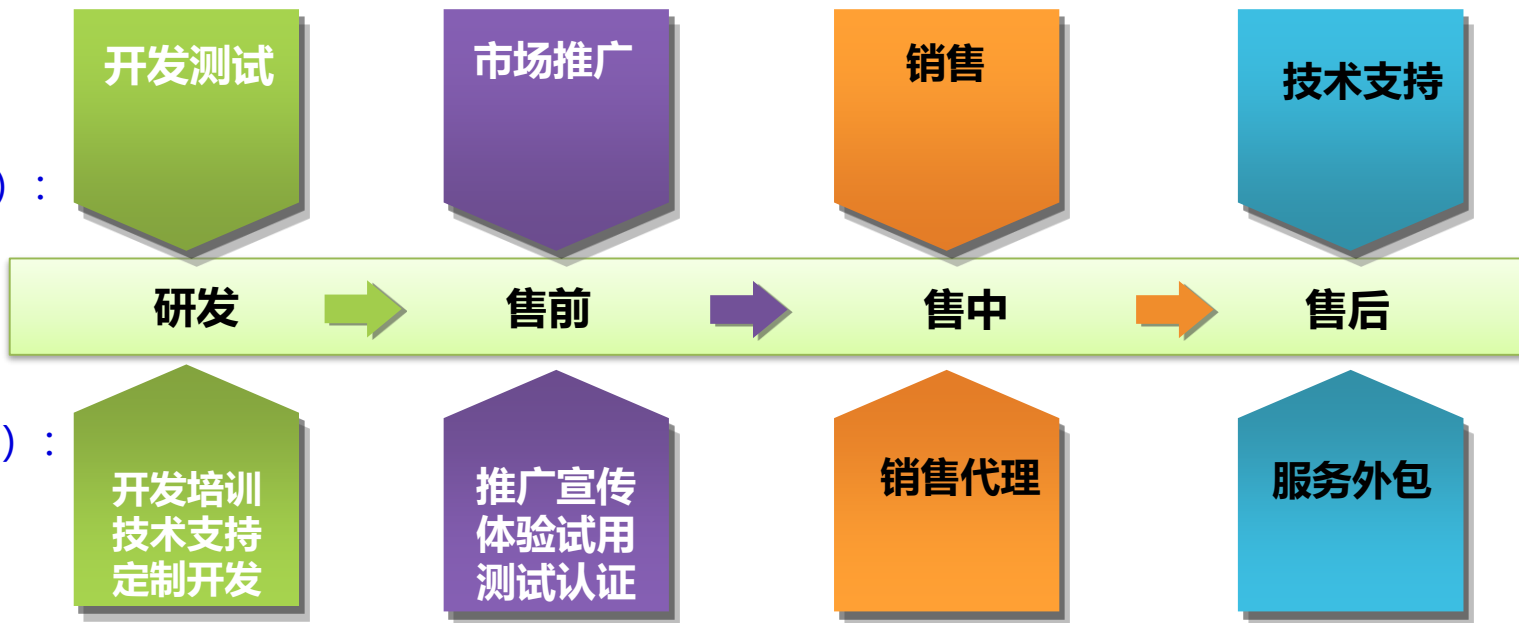 开发测试
市场推广
销售
技术支持
）：
研发
售前
售中
售后
）：
开发培训
技术支持
定制开发
推广宣传
体验试用
测试认证
销售代理
服务外包